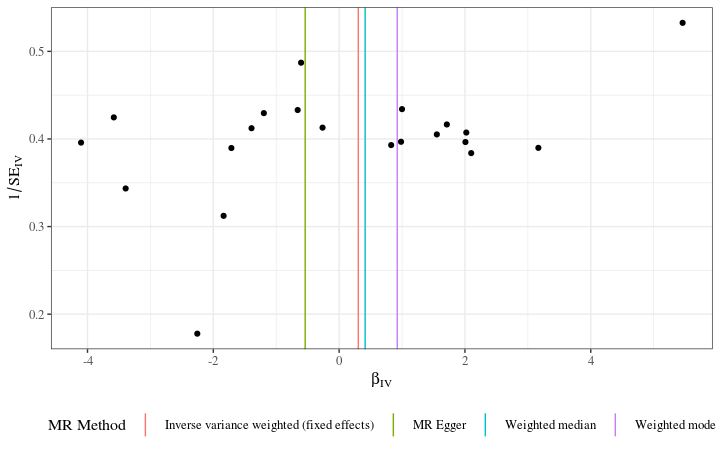 0.5
0.4
0.3
0.2
1/SE_IV
-4 -2 0 2 4
β_IV
MR Method Inverse variance weighted (fixed effects) MR Egger Weighted median Weighted mode